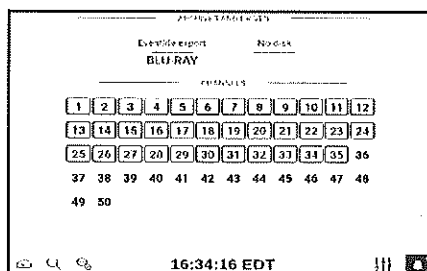 Event/file export No disk
BLU-RAY
CHANNELS
1 2 3 4 5 6 7 8 9 10 11 12
13 14 15 16 17 18 19 20 21 22 23 24
25 26 27 28 29 30 31 32 33 34 35 36
37 38 39 40 41 42 43 44 45 46 47 48
49 50
16:34:16 EDT